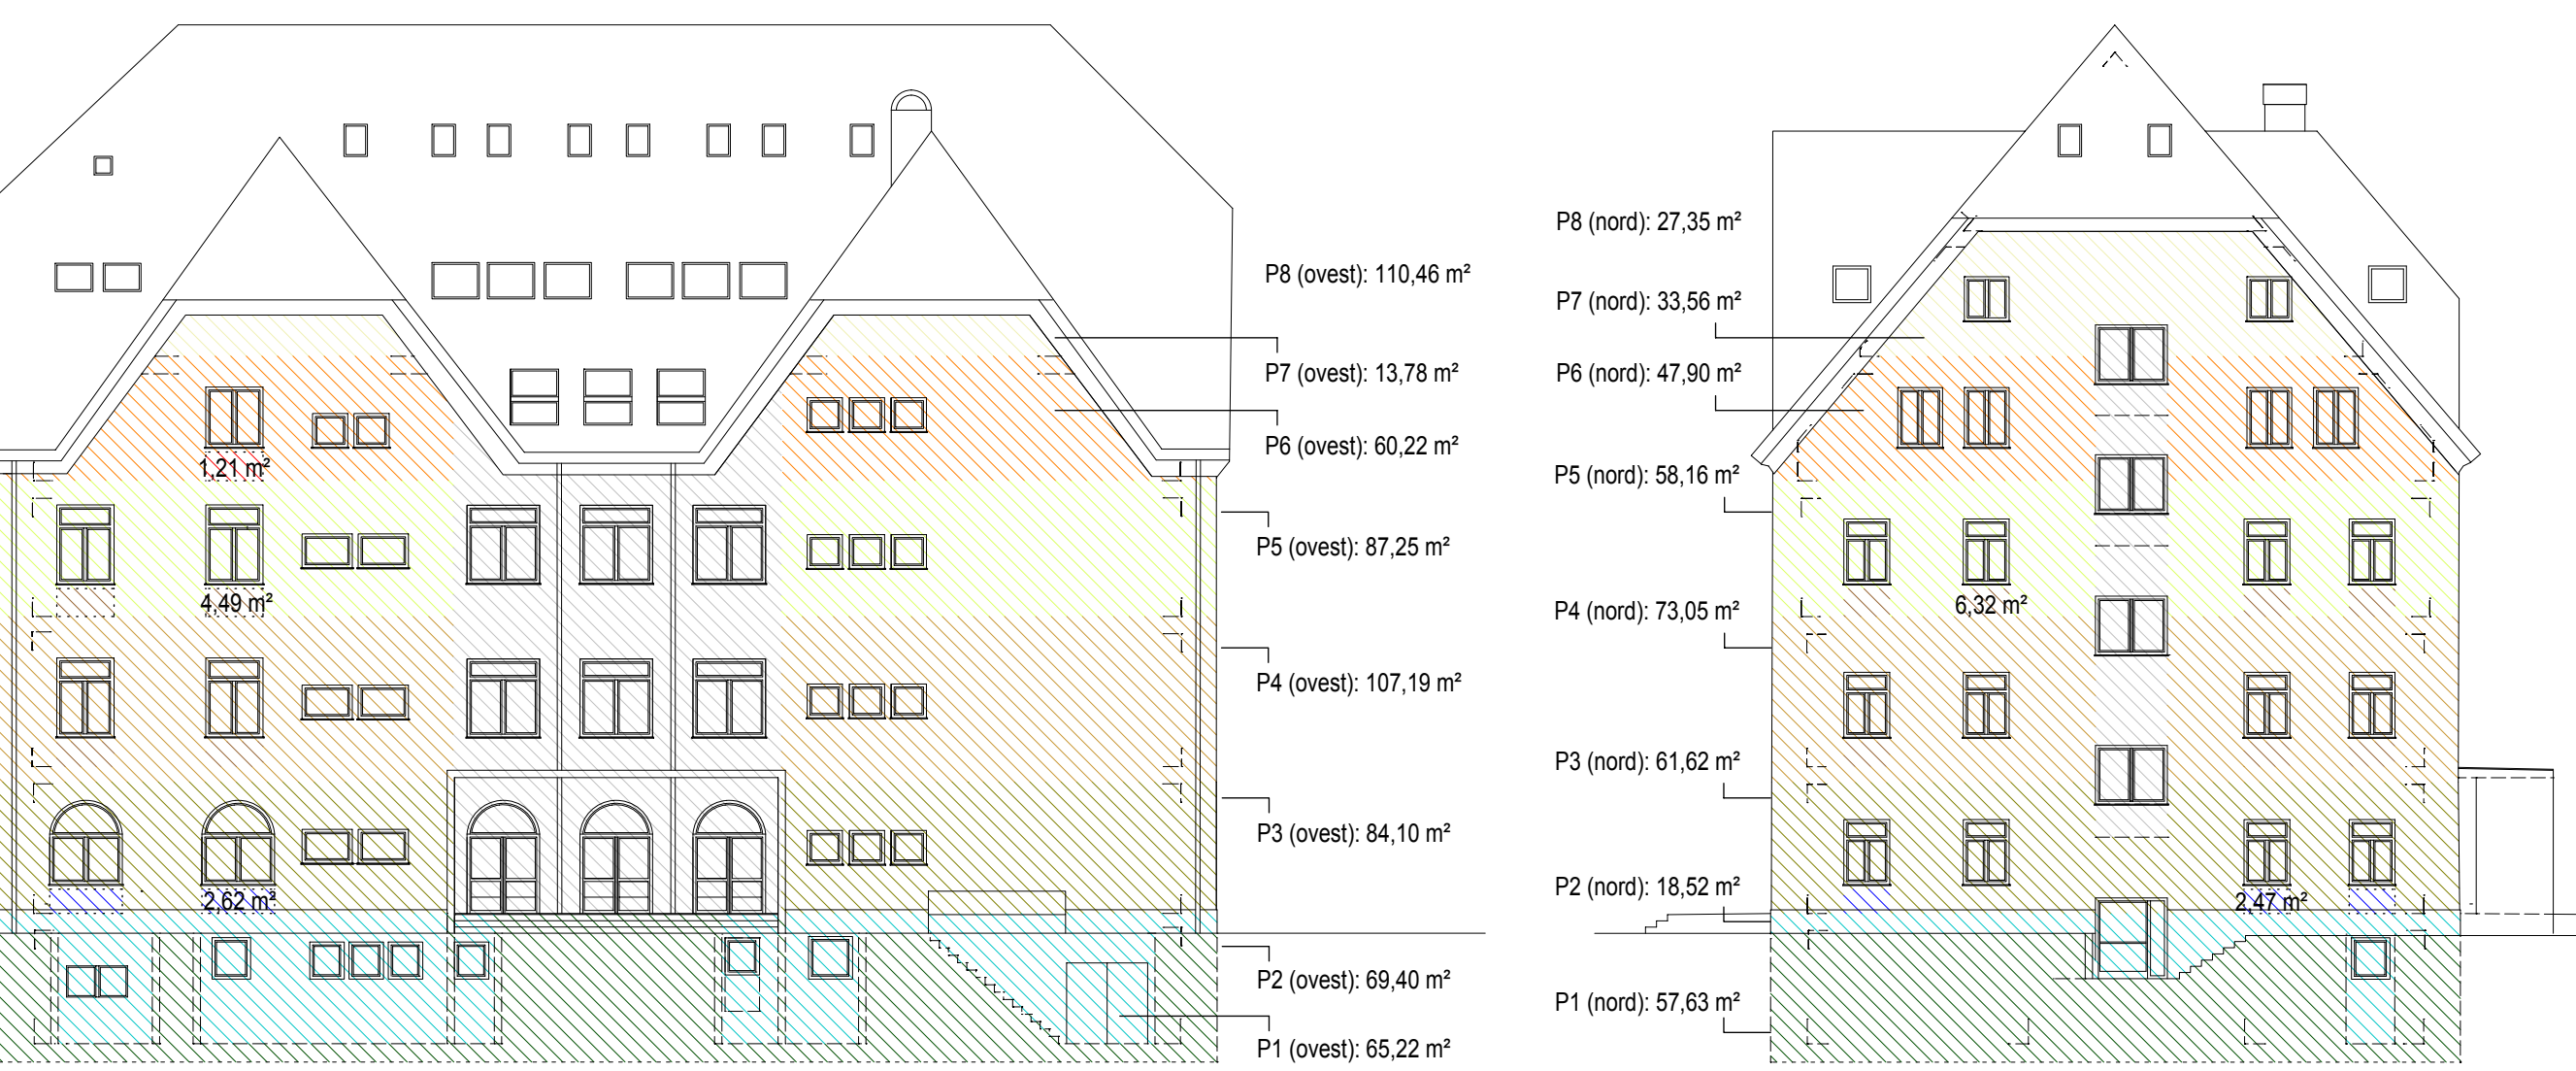 P8 (ovest): 110,46 m²
P7 (ovest): 13,78 m²
P6 (ovest): 60,22 m²
P5 (ovest): 87,25 m²
P4 (ovest): 107,19 m²
P3 (ovest): 84,10 m²
P2 (ovest): 69,40 m²
P1 (ovest): 65,22 m²
1,21 m²
4,49 m²
2,62 m²
P8 (nord): 27,35 m²
P7 (nord): 33,56 m²
P6 (nord): 47,90 m²
P5 (nord): 58,16 m²
P4 (nord): 73,05 m²
P3 (nord): 61,62 m²
P2 (nord): 18,52 m²
P1 (nord): 57,63 m²
6,32 m²
2,47 m²